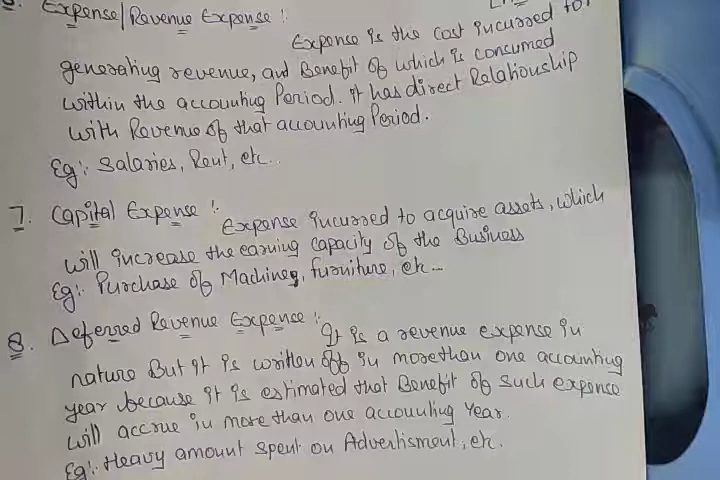 Expense/Revenue Expense :
Expense is the cost incurred for
generating revenue, and Benefit of which is consumed
within the accounting Period. it has direct Relationship
with Revenue of that accounting Period.
Eg:. Salaries, Rent, etc..
7. Capital Expense :.
Expense incurred to acquire assets, which
will increase the earning capacity of the Business
Eg:. Purchase of Machines, furniture, etc...
8. Deferred Revenue Expense :.
It is a revenue expense in
nature But it is written off in morethan one accounting
year because it is estimated that Benefit of such expense
will accrue in more than one accounting Year.
Eg:. Heavy amount spent on Advertisment, etc.